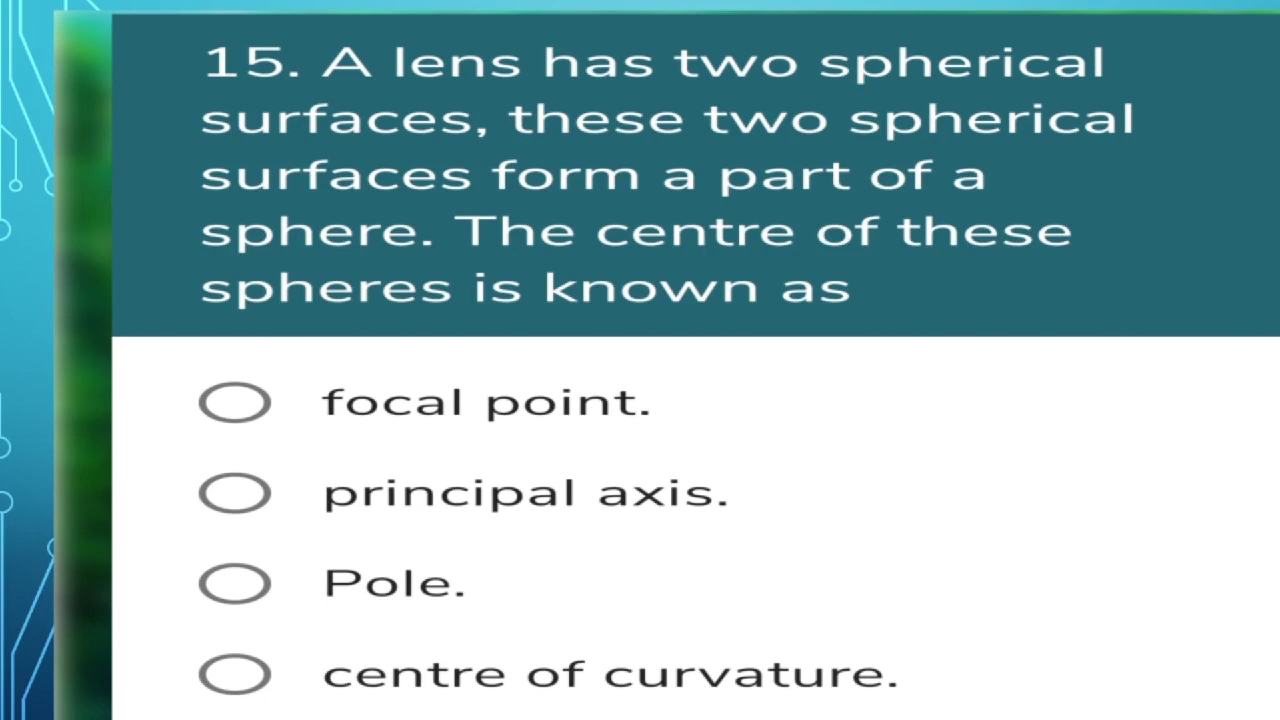 15. A lens has two spherical
surfaces, these two spherical
surfaces form a part of a
sphere. The centre of these
spheres is known as
focal point.
principal axis.
Pole.
centre of curvature.